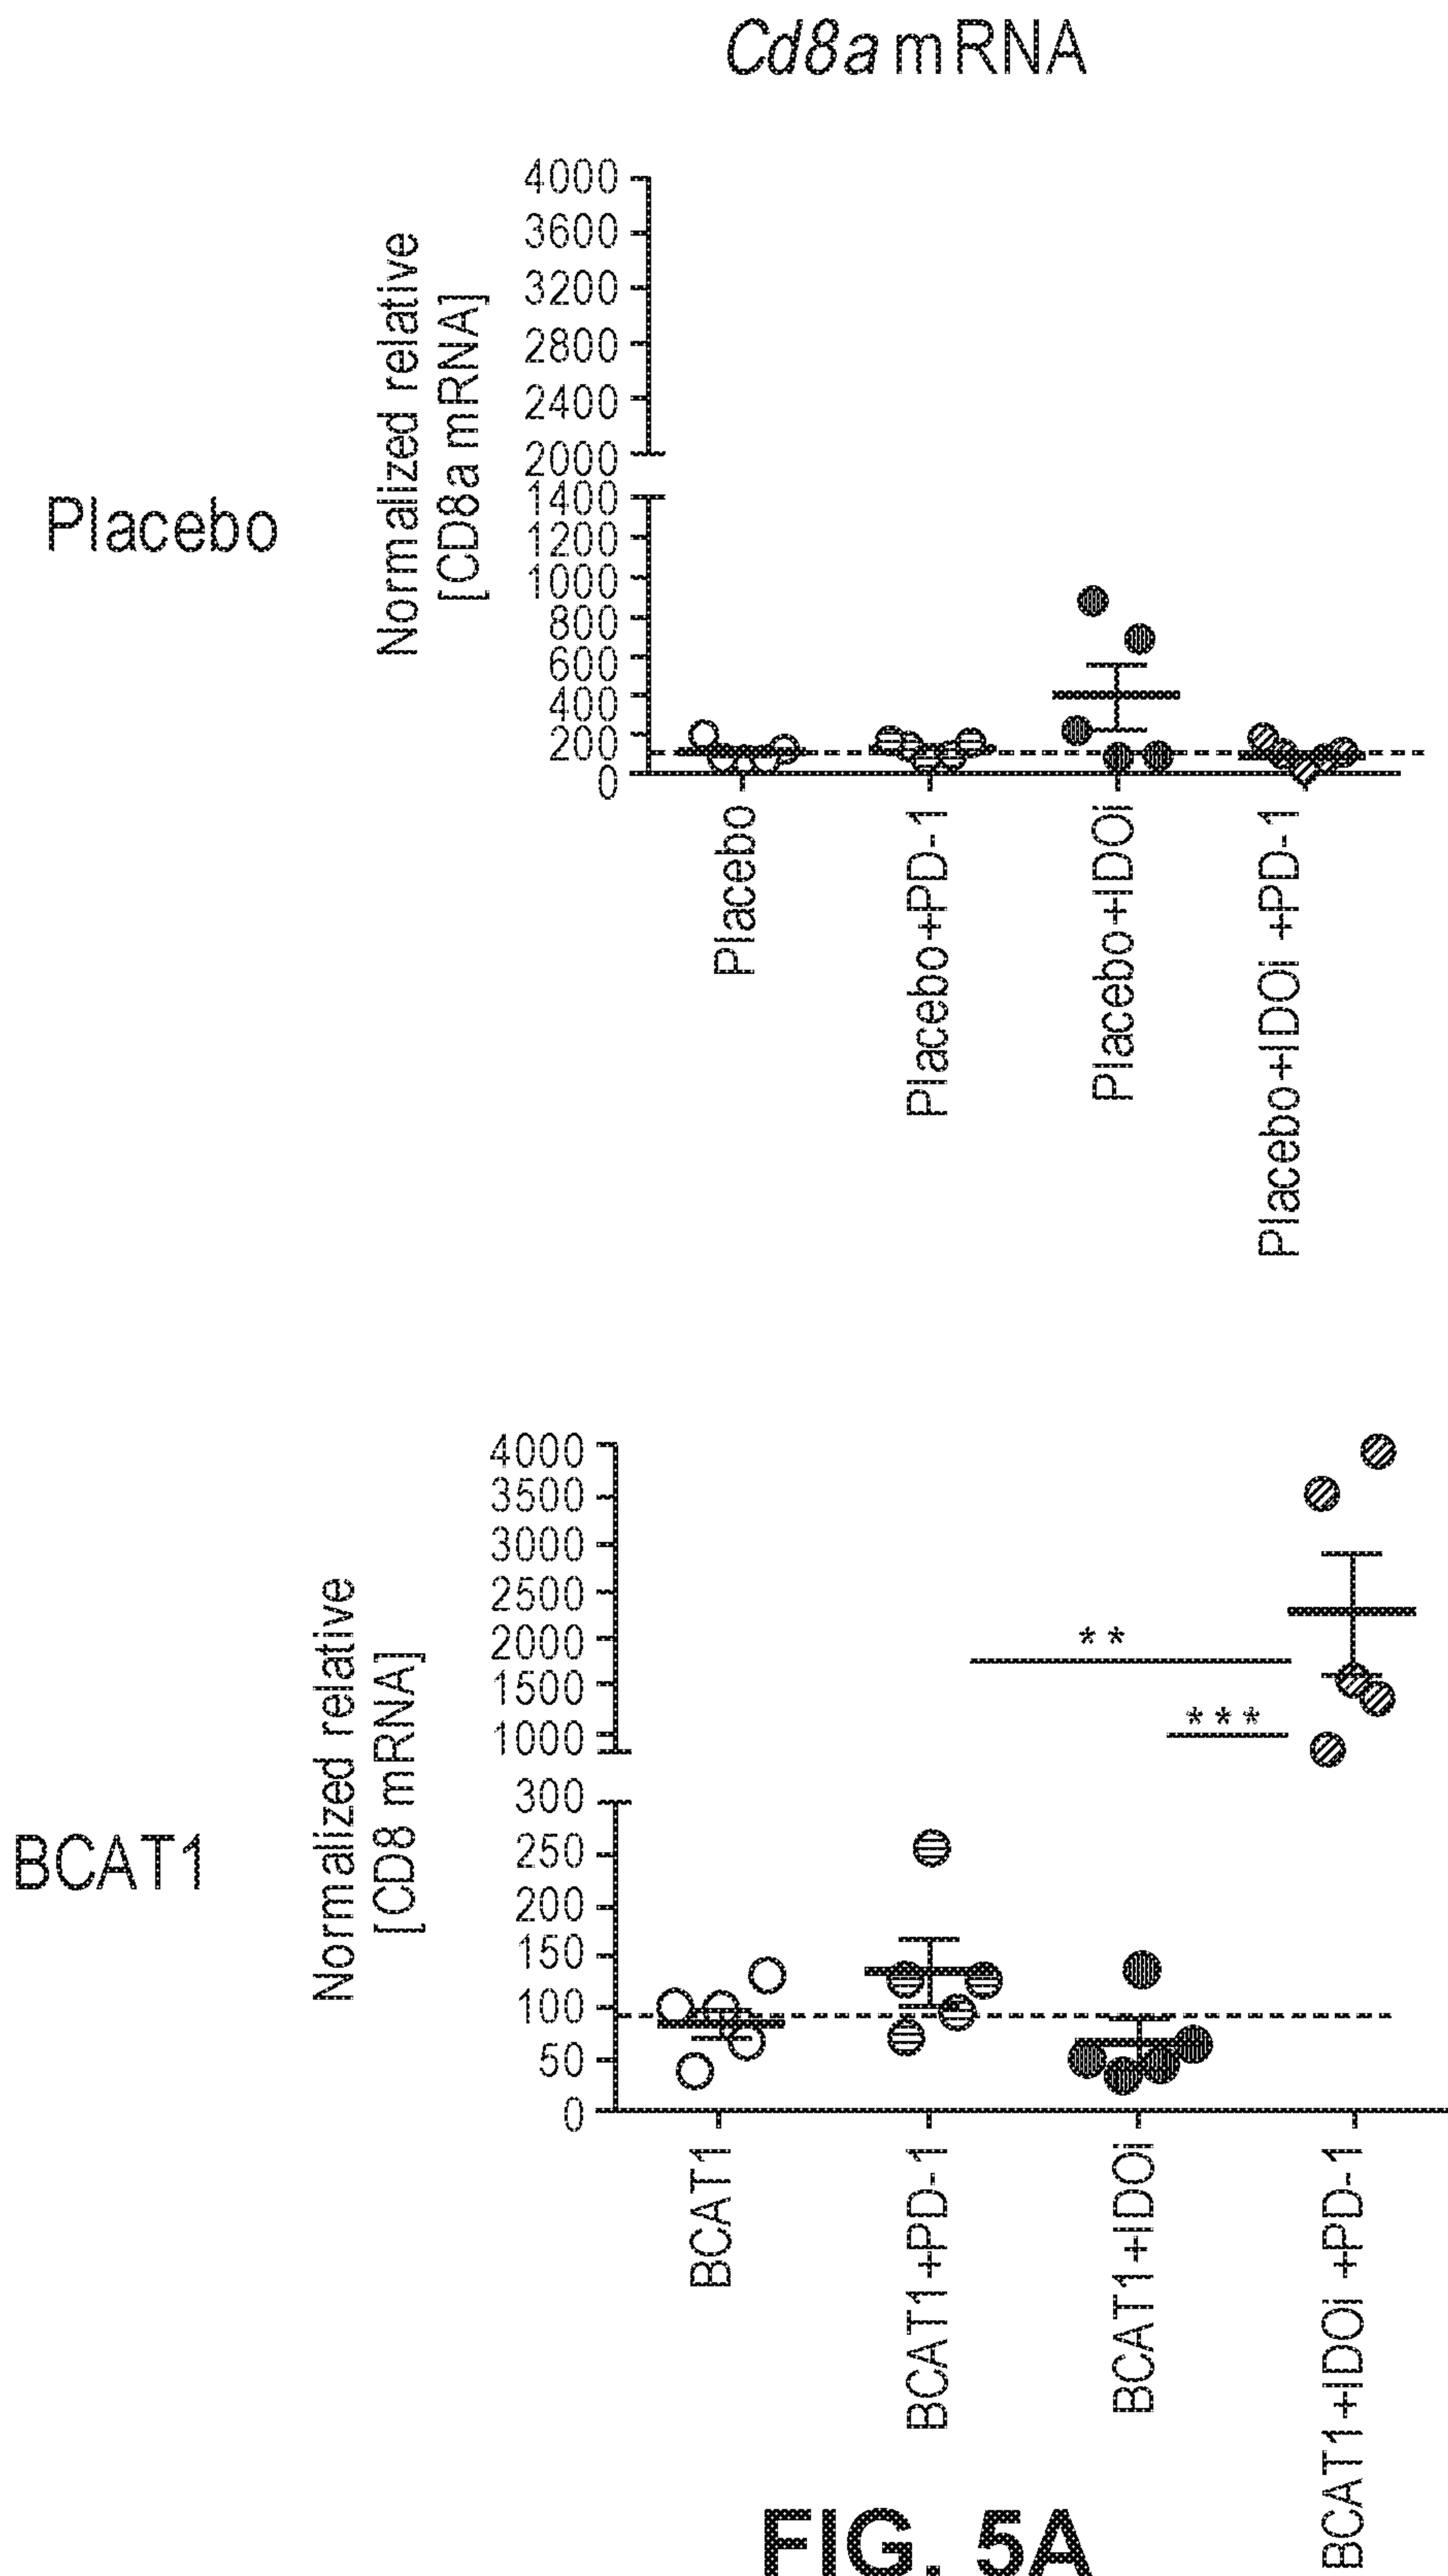 Cd8a mRNA
Placebo
Normalized relative
[CD8a mRNA]
4000
3600
3200
2800
2400
2000
1400
1200
1000
800
600
400
200
0
Placebo
Placebo+PD-1
Placebo+IDOi
Placebo+IDOi +PD-1
BCAT1
Normalized relative
[CD8 mRNA]
4000
3500
3000
2500
2000
1500
1000
300
250
200
150
100
50
0
**
***
BCAT1
BCAT1+PD-1
BCAT1+IDOi
BCAT1+IDOi +PD-1
FIG. 5A